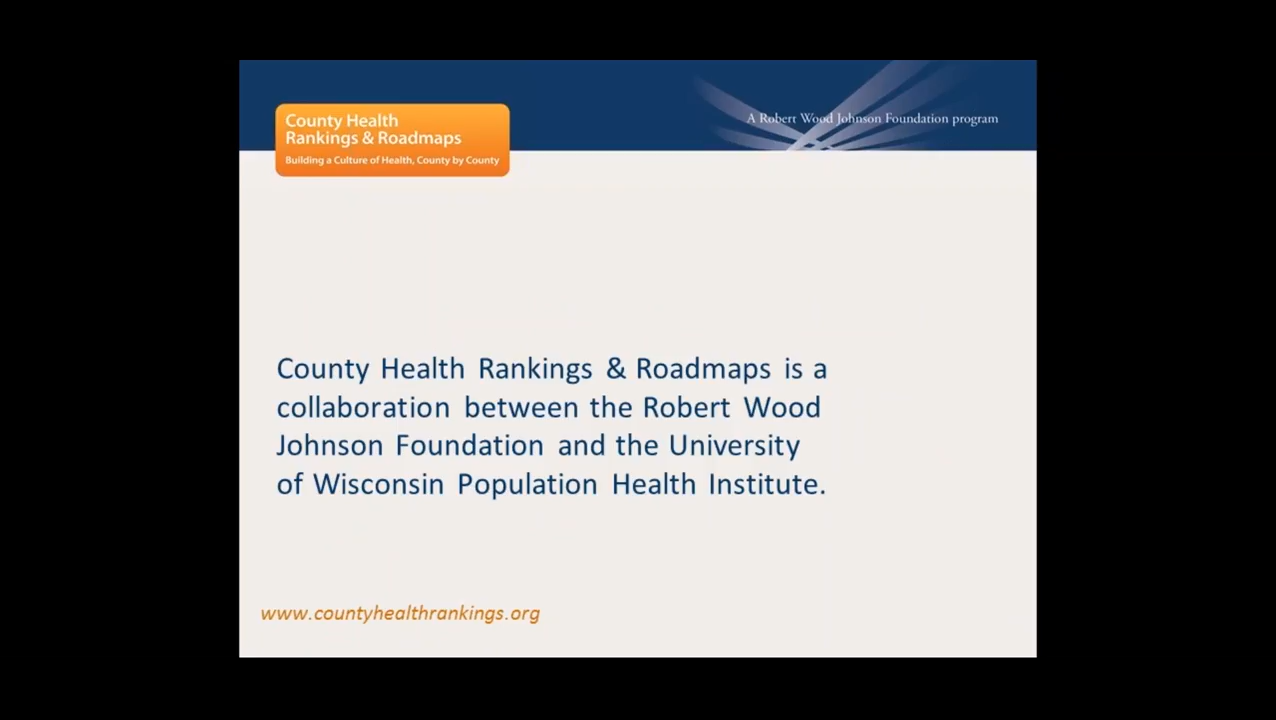 County Health
Rankings & Roadmaps
Building a Culture of Health, County by County
A Robert Wood Johnson Foundation program
County Health Rankings & Roadmaps is a
collaboration between the Robert Wood
Johnson Foundation and the University
of Wisconsin Population Health Institute.
www.countyhealthrankings.org